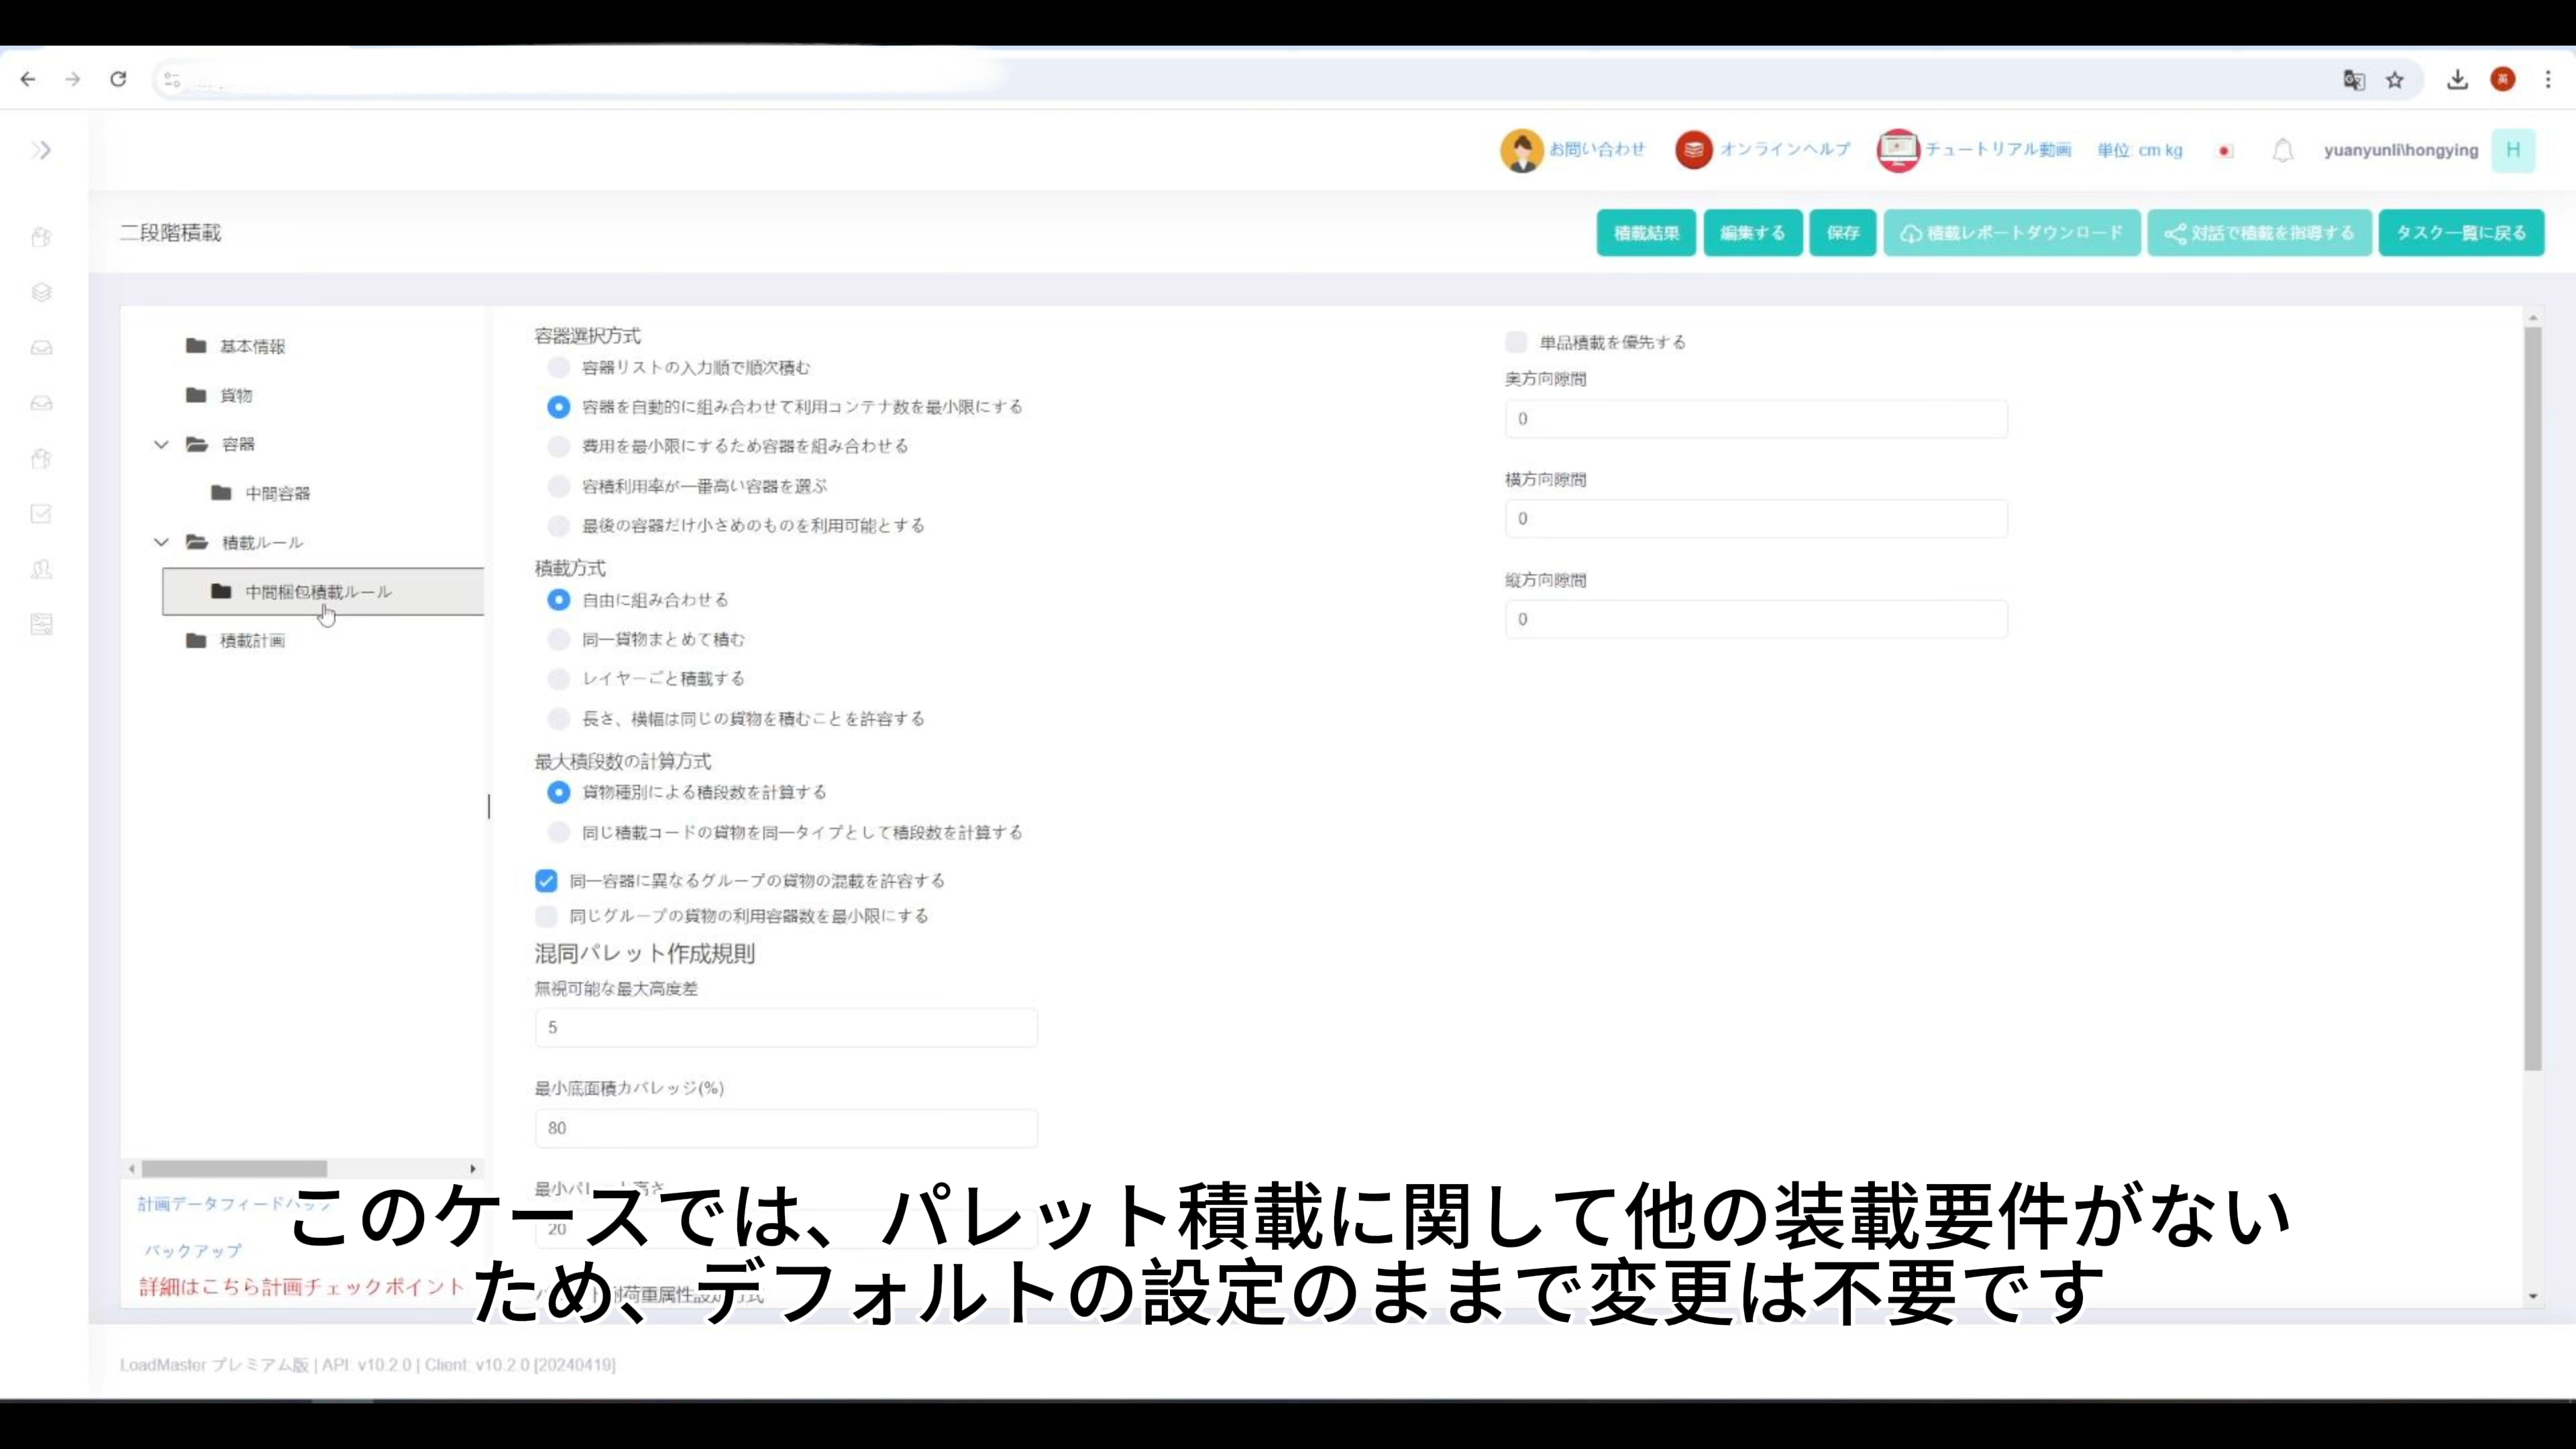 お問い合わせ
オンラインヘルプ
チュートリアル動画
単位: cm kg
yuanyunli\hongying
H
二段階積載
積載結果
編集する
保存
積載レポートダウンロード
対話で積載を指導する
タスク一覧に戻る
基本情報
貨物
容器
中間容器
積載ルール
中間梱包積載ルール
積載計画
容器選択方式
容器リストの入力順で順次積む
容器を自動的に組み合わせて利用コンテナ数を最小限にする
費用を最小限にするため容器を組み合わせる
容積利用率が一番高い容器を選ぶ
最後の容器だけ小さめのものを利用可能とする
積載方式
自由に組み合わせる
同一貨物まとめて積む
レイヤーごと積載する
長さ、横幅は同じの貨物を積むことを許容する
最大積段数の計算方式
貨物種別による積段数を計算する
同じ積載コードの貨物を同一タイプとして積段数を計算する
同一容器に異なるグループの貨物の混載を許容する
同じグループの貨物の利用容器数を最小限にする
混同パレット作成規則
無視可能な最大高度差
5
最小底面積カバレッジ(%)
80
20
単品積載を優先する
奥方向隙間
0
横方向隙間
0
縦方向隙間
0
計画データフィードバック
バックアップ
詳細はこちら計画チェックポイント
このケースでは、パレット積載に関して他の装載要件がない
ため、デフォルトの設定のままで変更は不要です
LoadMaster プレミアム版 | API: v10.2.0 | Client: v10.2.0 [20240419]